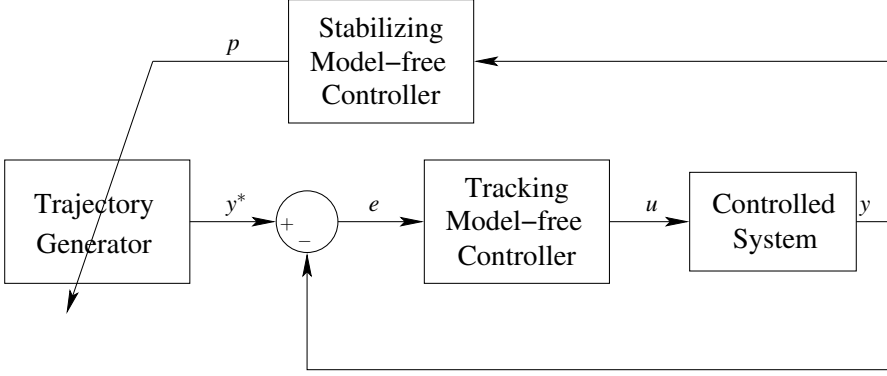 Stabilizing
Model−free
Controller
p
Trajectory
Generator
y*
+
−
e
Tracking
Model−free
Controller
u
Controlled
System
y